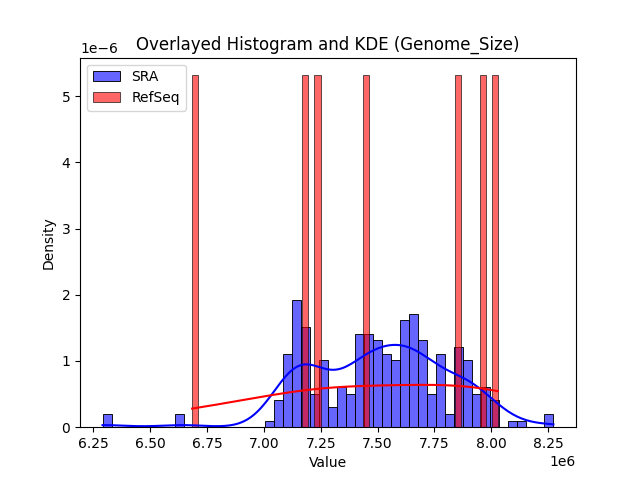 Overlayed Histogram and KDE (Genome_Size)
1e−6
SRA
RefSeq
5
4
3
2
1
0
Density
6.25 6.50 6.75 7.00 7.25 7.50 7.75 8.00 8.25
Value
1e6